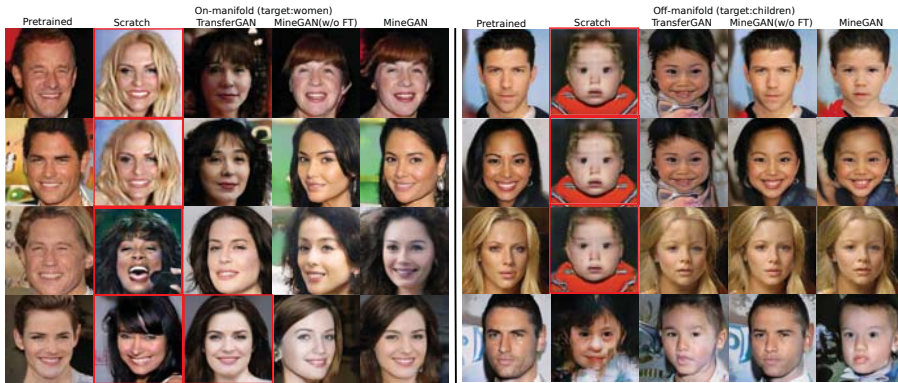 On-manifold (target:women)
Pretrained Scratch TransferGAN MineGAN(w/o FT) MineGAN
Off-manifold (target:children)
Pretrained Scratch TransferGAN MineGAN(w/o FT) MineGAN